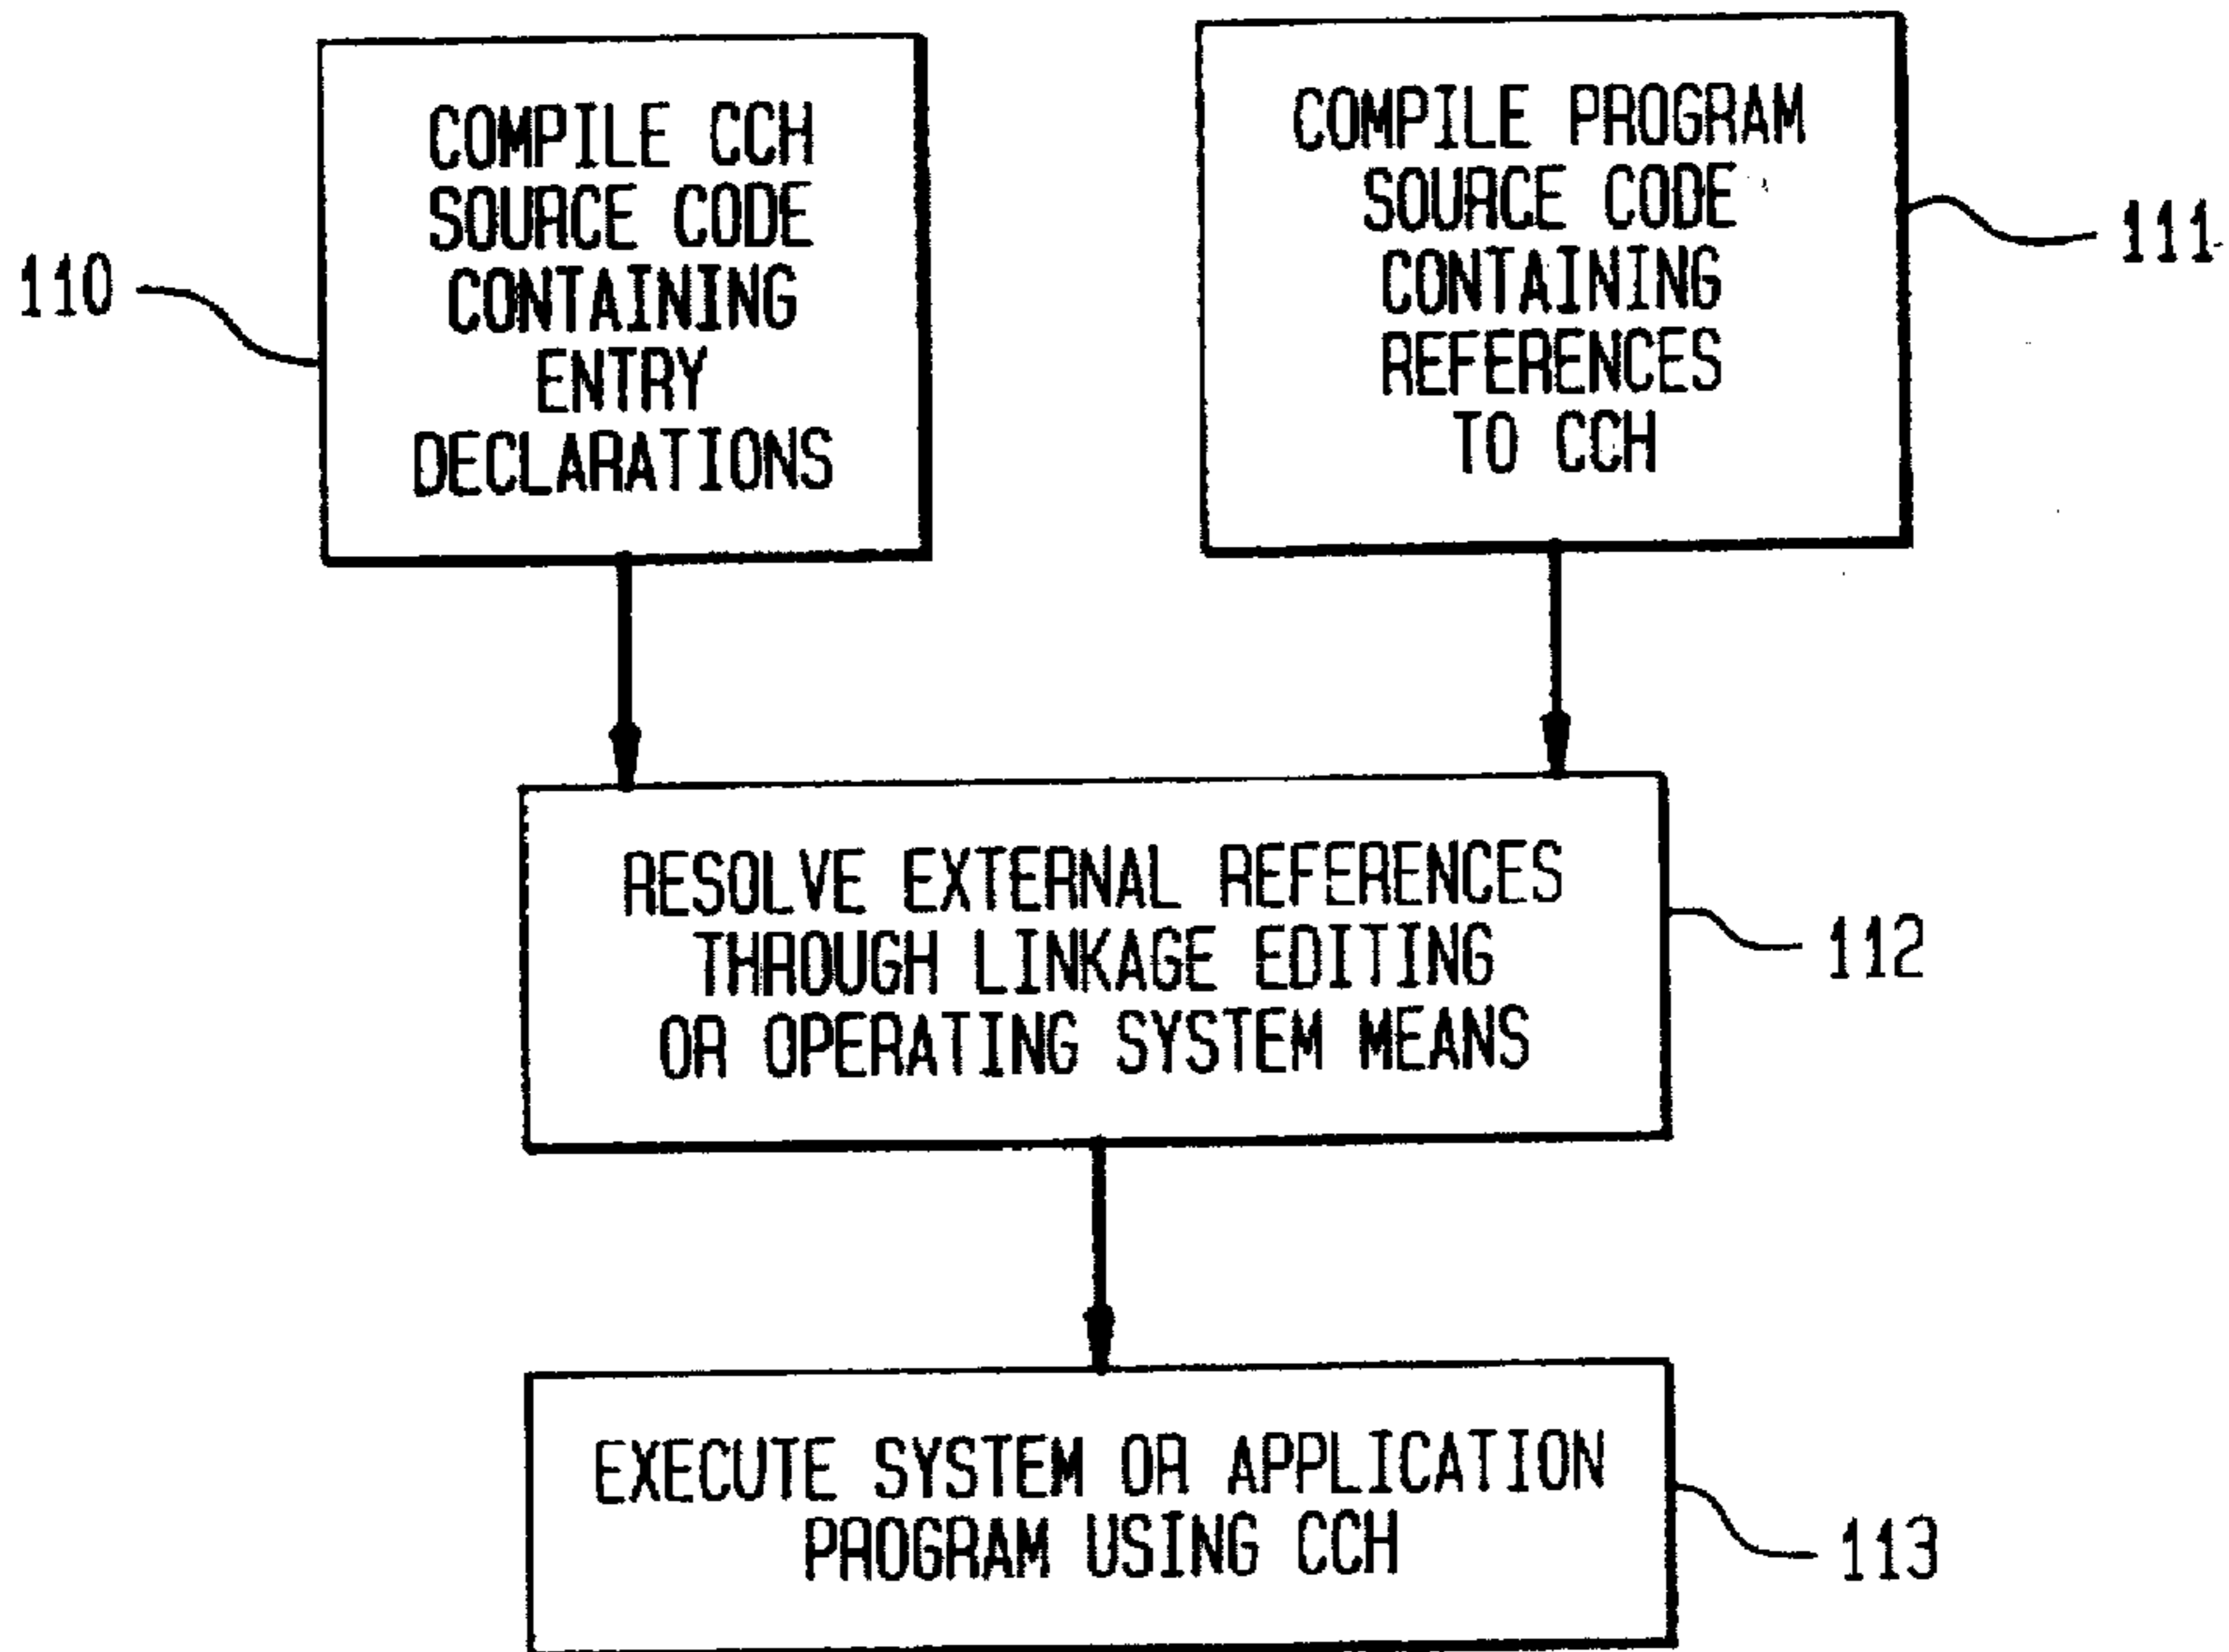 COMPILE CCH
SOURCE CODE
CONTAINING
ENTRY
DECLARATIONS
110
COMPILE PROGRAM
SOURCE CODE
CONTAINING
REFERENCES
TO CCH
111
RESOLVE EXTERNAL REFERENCES
THROUGH LINKAGE EDITING
OR OPERATING SYSTEM MEANS
112
EXECUTE SYSTEM OR APPLICATION
PROGRAM USING CCH
113